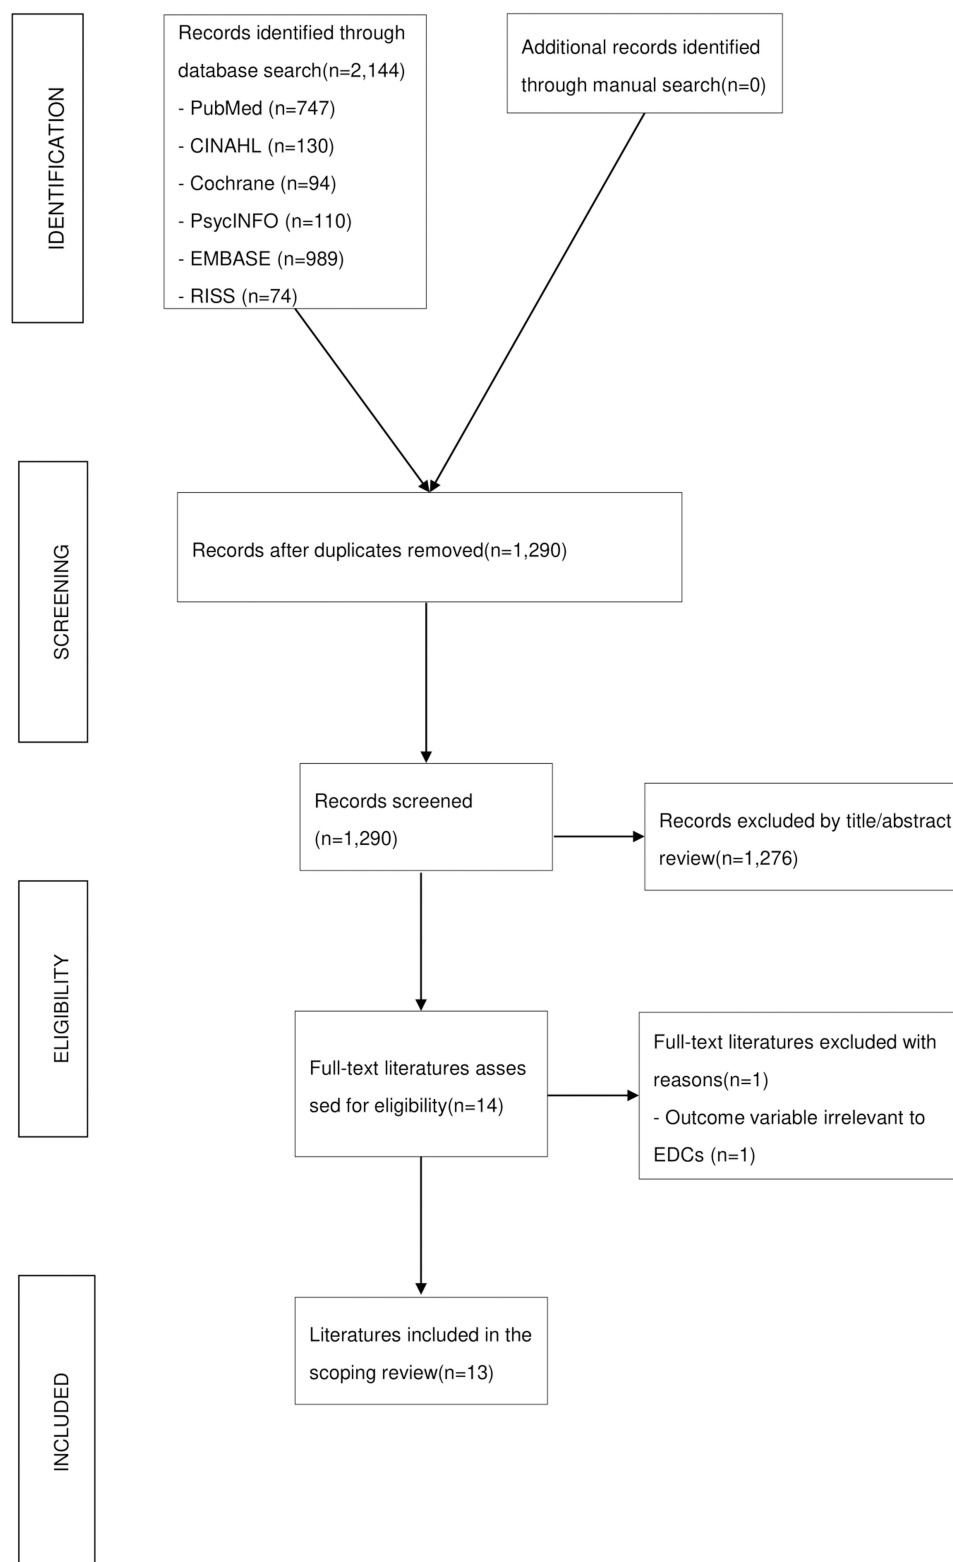 IDENTIFICATION
Records identified through
database search(n=2,144)
- PubMed (n=747)
- CINAHL (n=130)
- Cochrane (n=94)
- PsycINFO (n=110)
- EMBASE (n=989)
- RISS (n=74)
Additional records identified
through manual search(n=0)
SCREENING
Records after duplicates removed(n=1,290)
Records screened
(n=1,290)
Records excluded by title/abstract
review(n=1,276)
ELIGIBILITY
Full-text literatures asses
sed for eligibility(n=14)
Full-text literatures excluded with
reasons(n=1)
- Outcome variable irrelevant to
EDCs (n=1)
INCLUDED
Literatures included in the
scoping review(n=13)